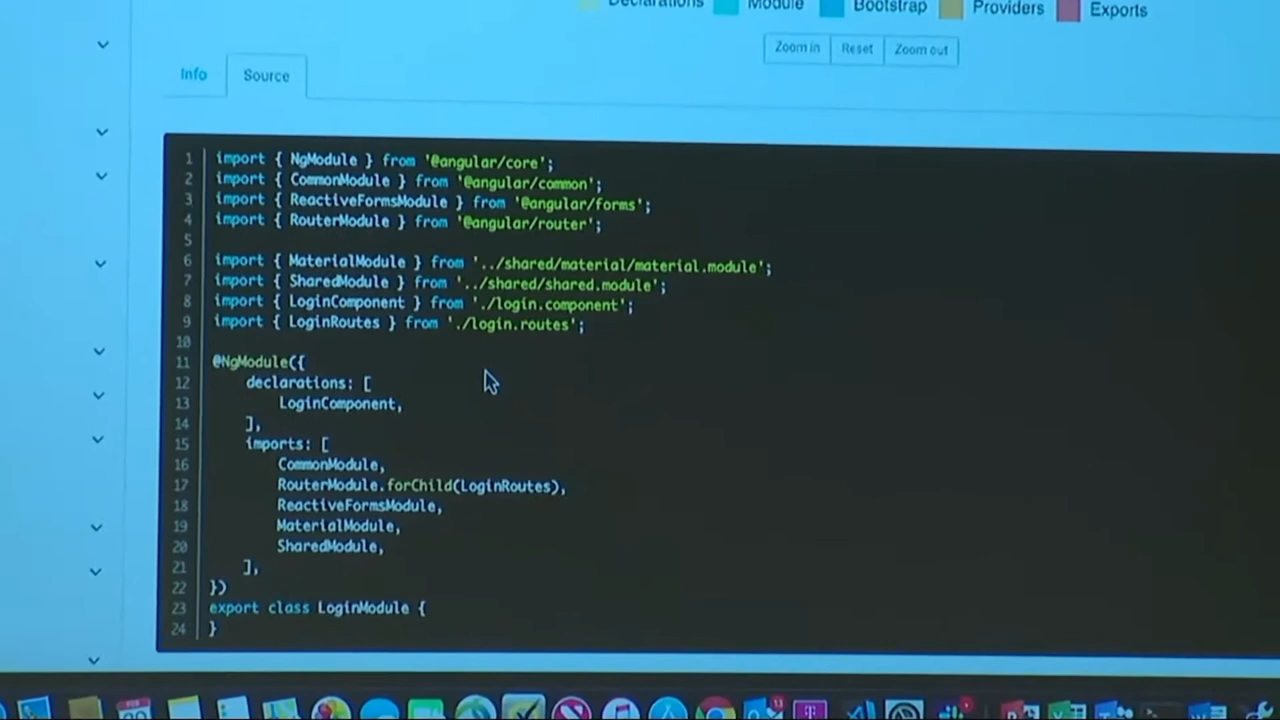 Declarations Module Bootstrap Providers Exports
Zoom in Reset Zoom out
Info Source
1 import { NgModule } from '@angular/core';
2 import { CommonModule } from '@angular/common';
3 import { ReactiveFormsModule } from '@angular/forms';
4 import { RouterModule } from '@angular/router';
5
6 import { MaterialModule } from '../shared/material/material.module';
7 import { SharedModule } from '../shared/shared.module';
8 import { LoginComponent } from './login.component';
9 import { LoginRoutes } from './login.routes';
10
11 @NgModule({
12 declarations: [
13 LoginComponent,
14 ],
15 imports: [
16 CommonModule,
17 RouterModule.forChild(LoginRoutes),
18 ReactiveFormsModule,
19 MaterialModule,
20 SharedModule,
21 ],
22 })
23 export class LoginModule {
24 }